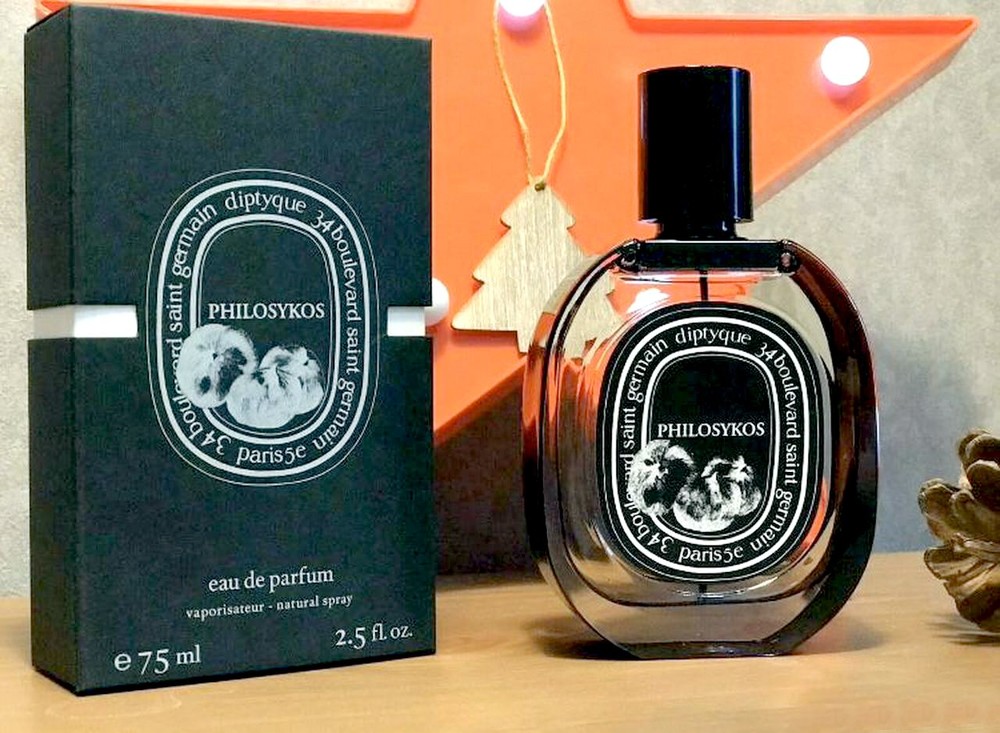 diptyque 34 boulevard saint germain paris5e 34 boulevard saint germain
PHILOSYKOS
eau de parfum
vaporisateur - natural spray
e 75 ml
2.5 fl. oz.
diptyque 34 boulevard saint germain paris5e 34 boulevard saint germain
PHILOSYKOS